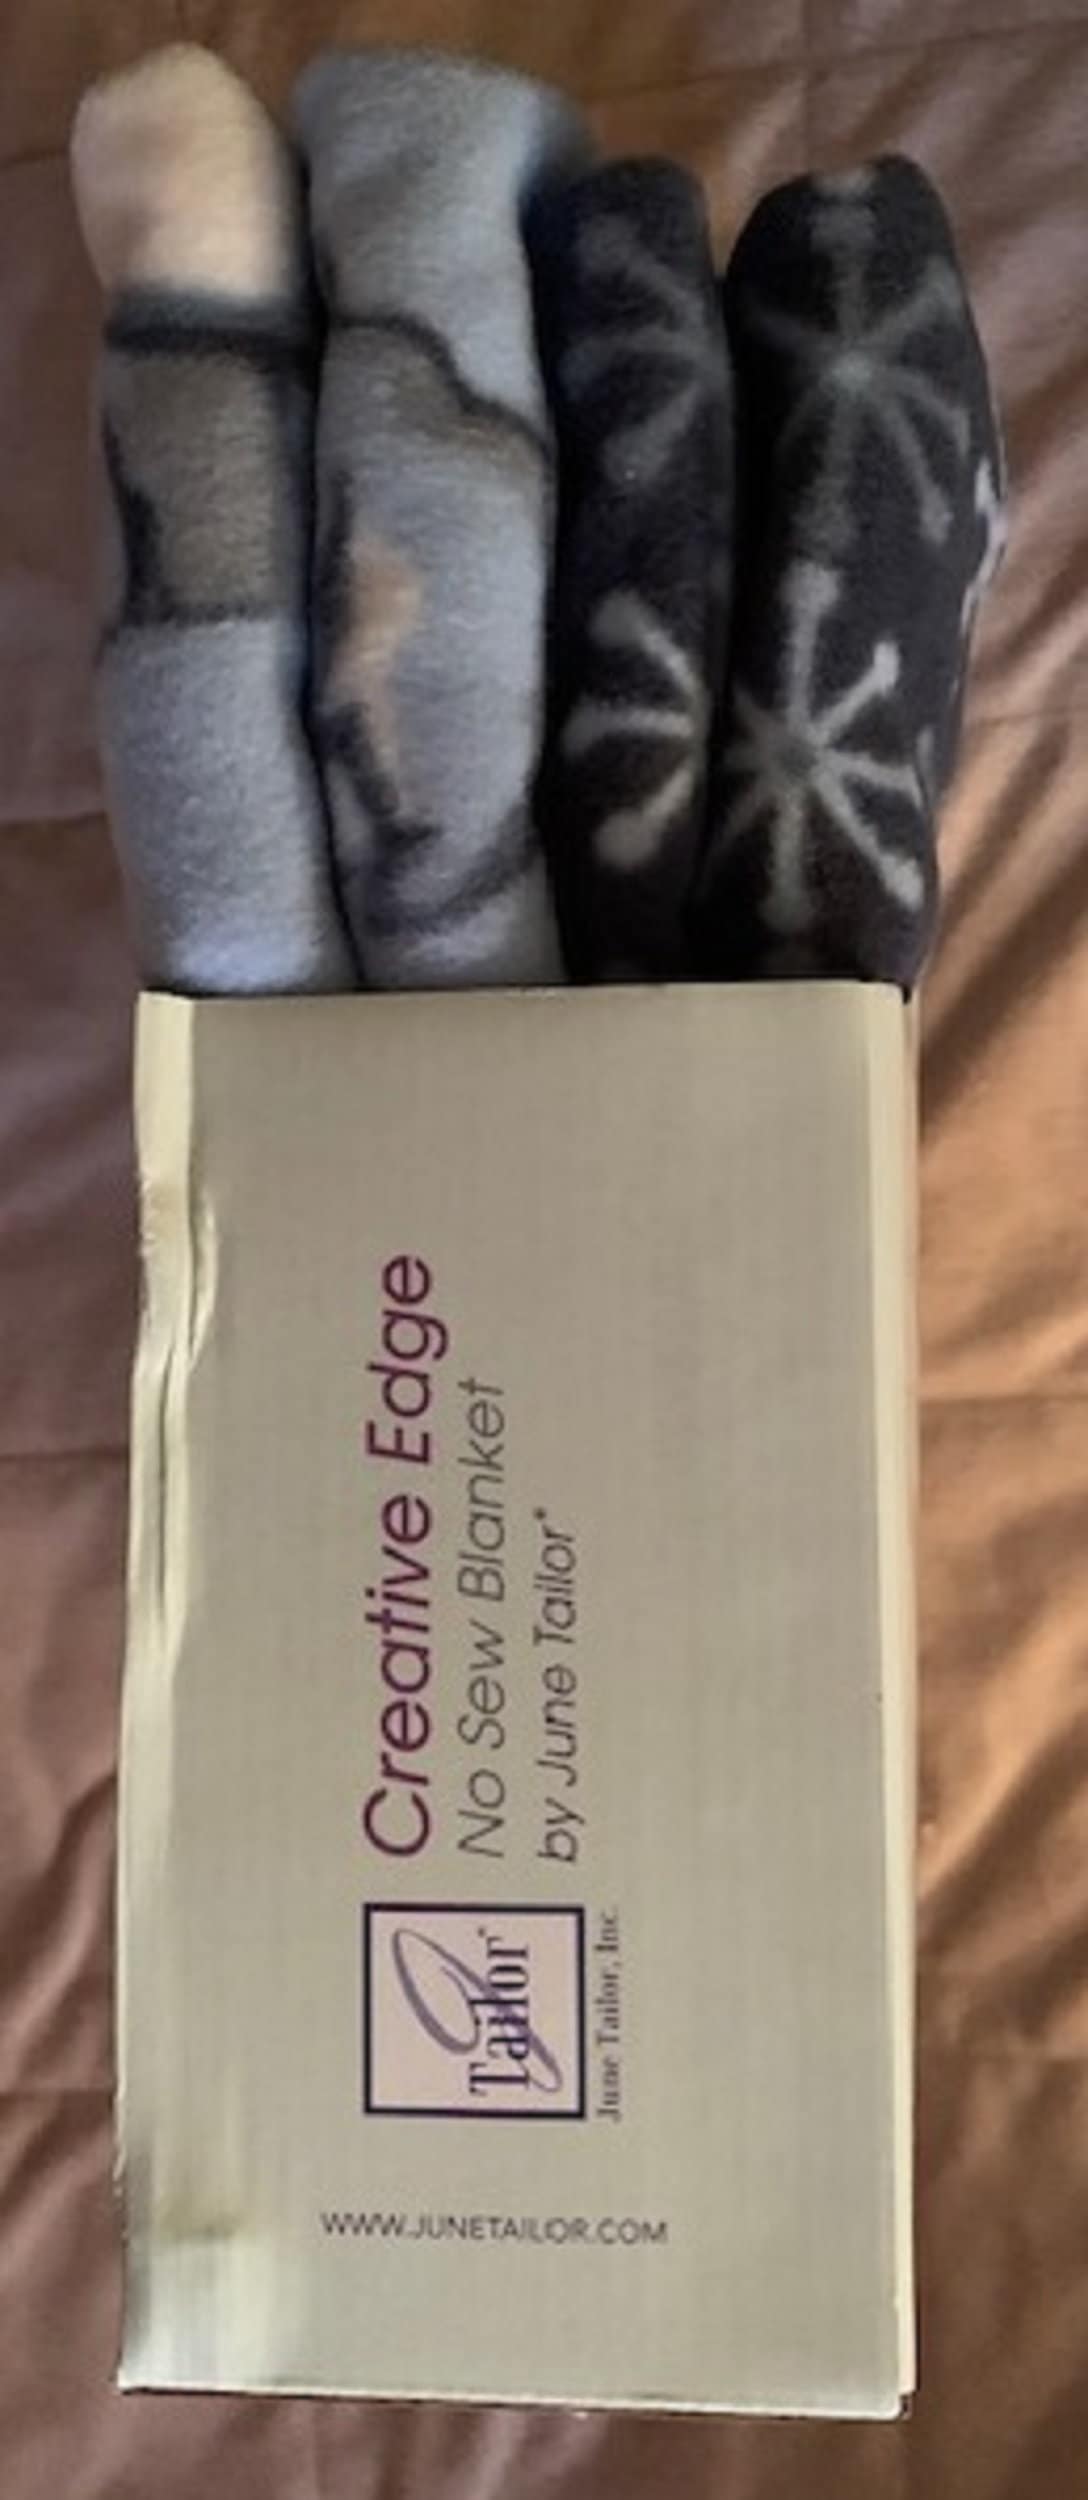 Creative Edge
No Sew Blanket
by June Tailor®
J
Tailor®
June Tailor, Inc.
WWW.JUNETAILOR.COM